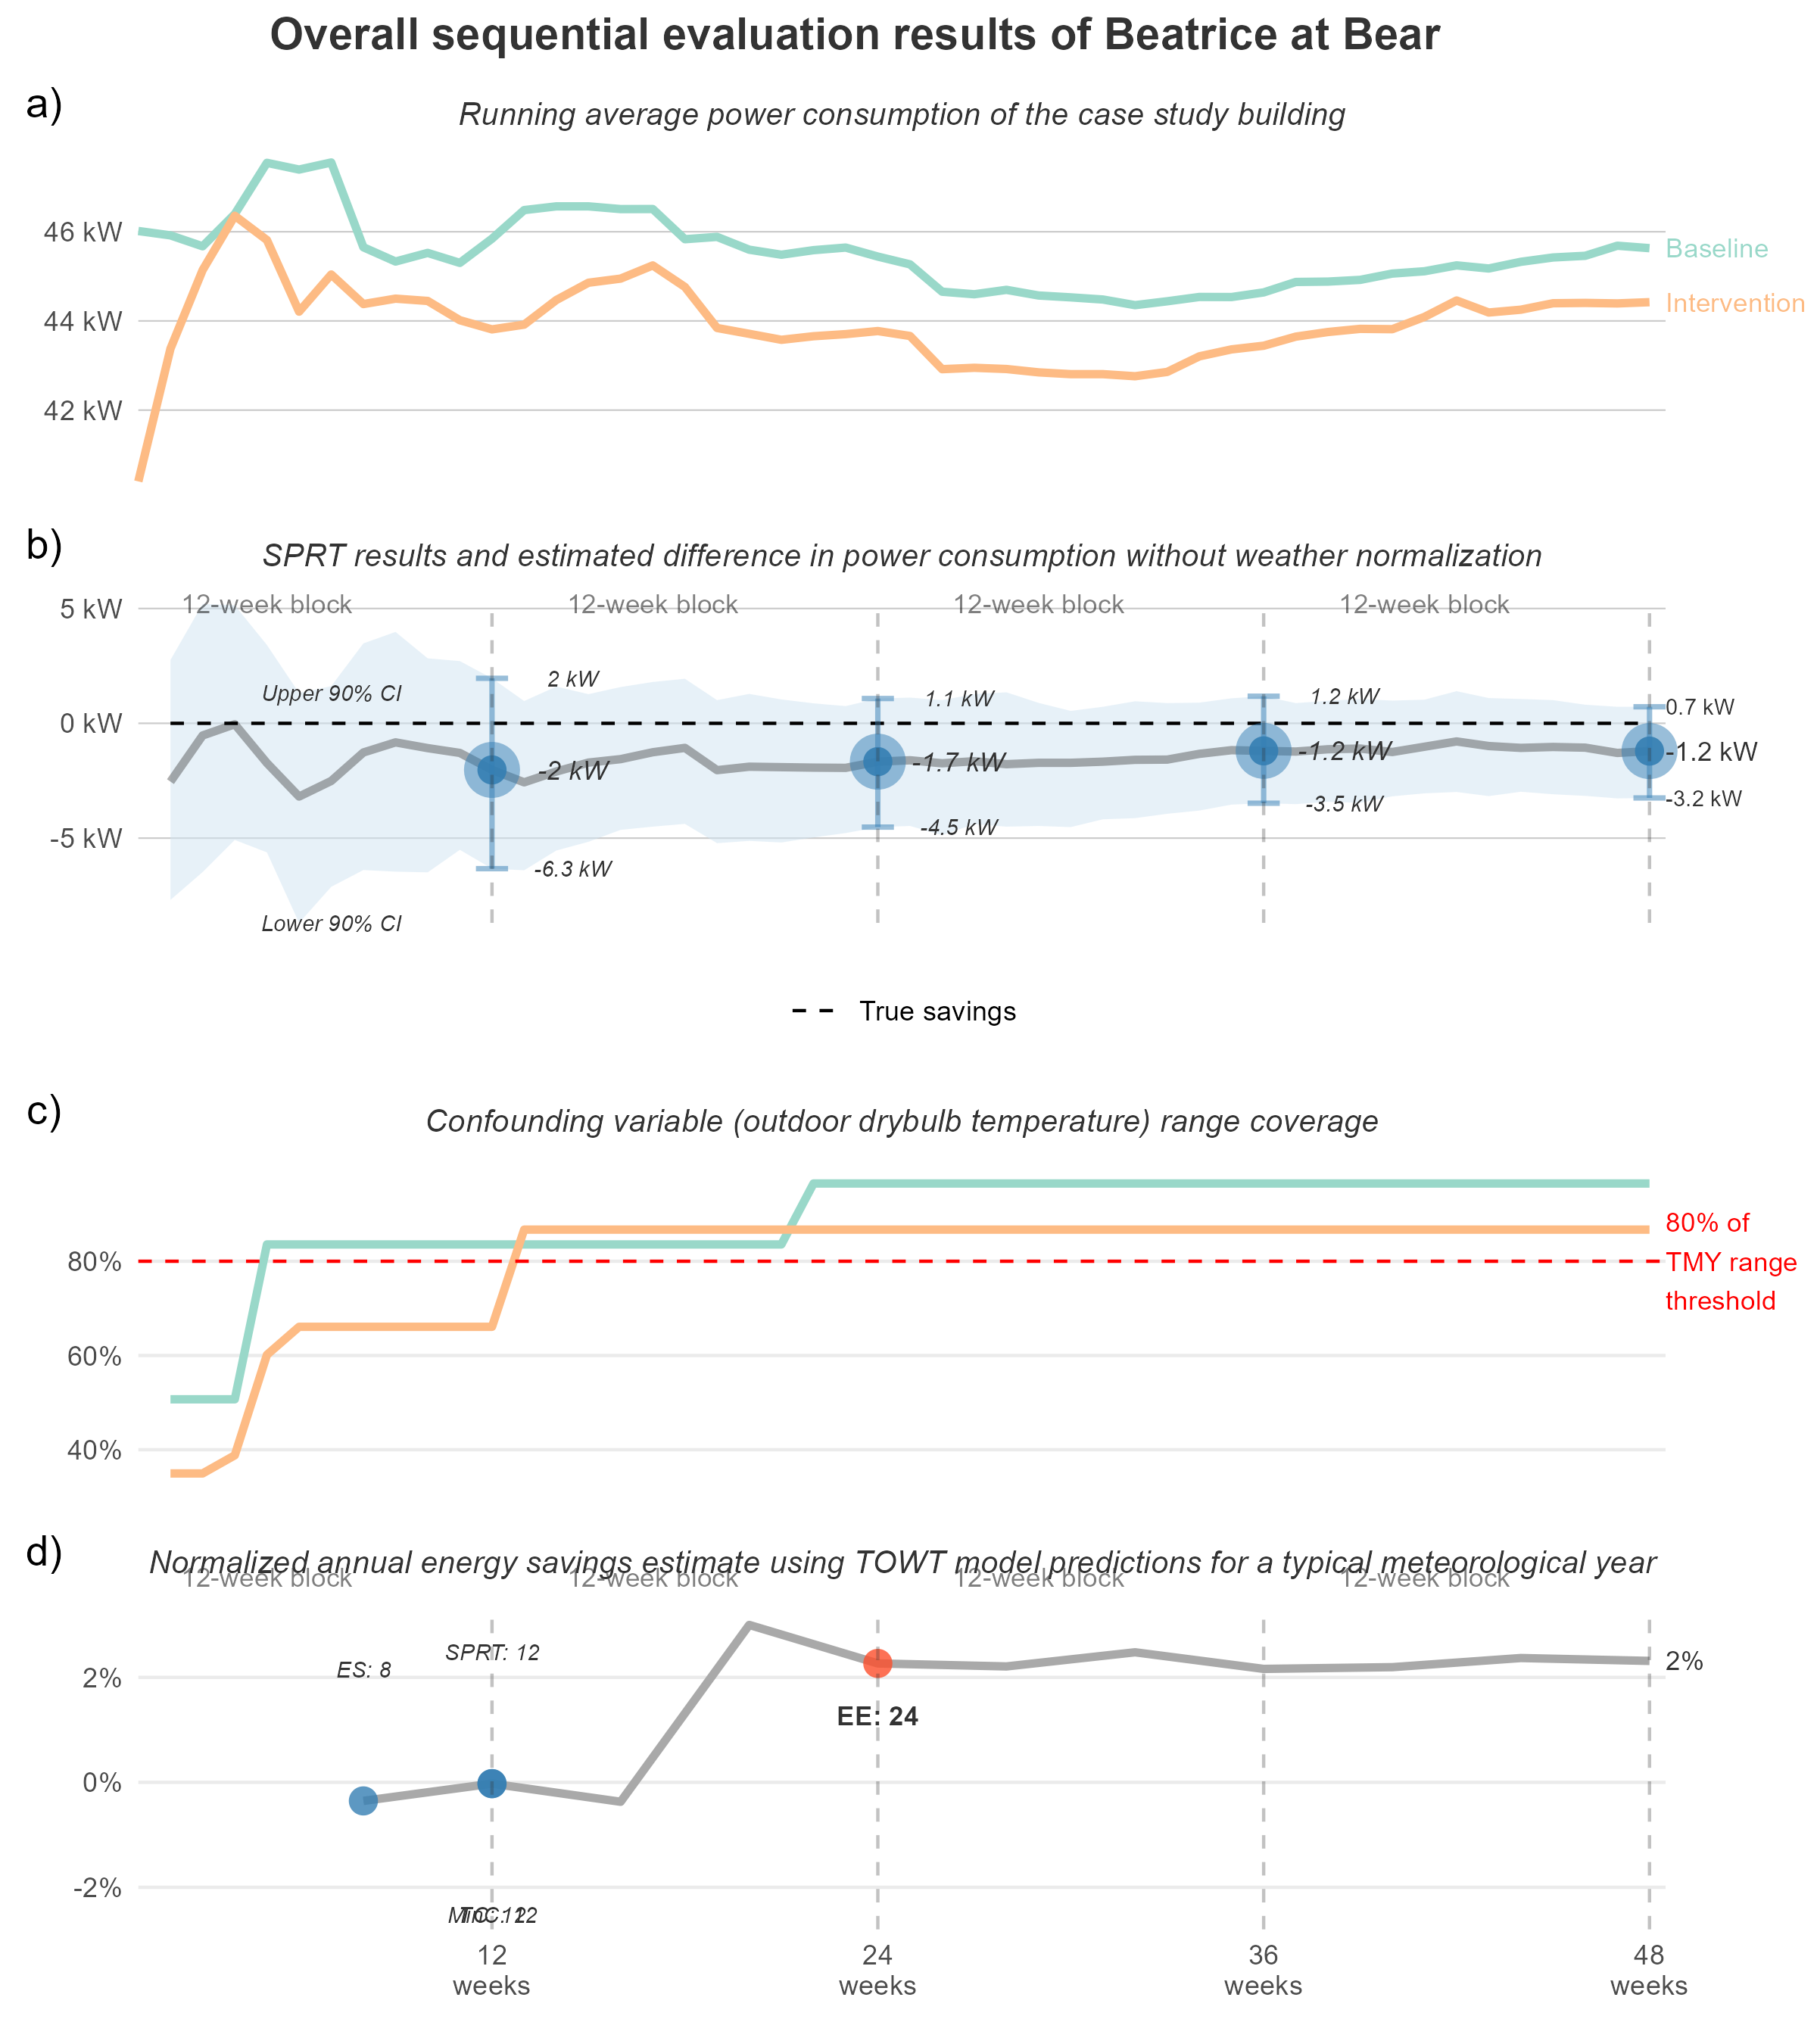 Overall sequential evaluation results of Beatrice at Bear
a)
Running average power consumption of the case study building
46 kW
44 kW
42 kW
Baseline
Intervention
b)
SPRT results and estimated difference in power consumption without weather normalization
12-week block
12-week block
12-week block
12-week block
5 kW
0 kW
-5 kW
Upper 90% CI
Lower 90% CI
2 kW
-2 kW
-6.3 kW
1.1 kW
-1.7 kW
-4.5 kW
1.2 kW
-1.2 kW
-3.5 kW
0.7 kW
-1.2 kW
-3.2 kW
True savings
c)
Confounding variable (outdoor drybulb temperature) range coverage
80%
60%
40%
80% of
TMY range
threshold
d)
Normalized annual energy savings estimate using TOWT model predictions for a typical meteorological year
12-week block
12-week block
12-week block
12-week block
2%
0%
-2%
ES: 8
SPRT: 12
EE: 24
2%
12
weeks
24
weeks
36
weeks
48
weeks